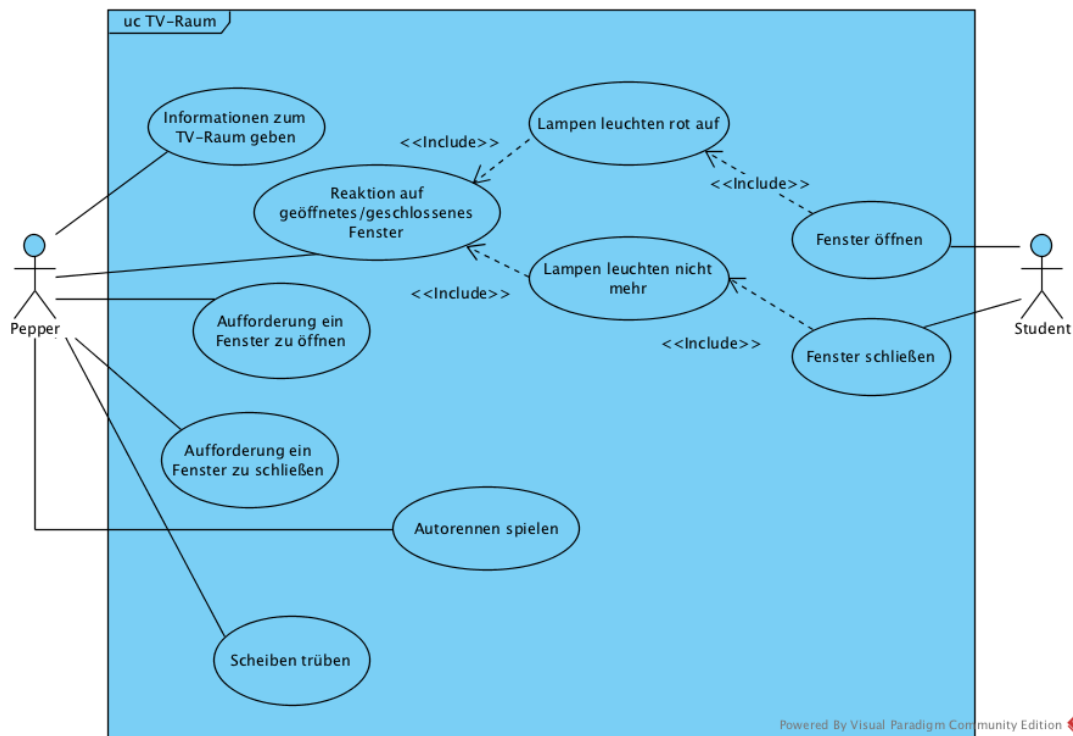 uc TV-Raum
Informationen zum
TV-Raum geben
Lampen leuchten rot auf
<<Include>>
<<Include>>
Reaktion auf
geöffnetes/geschlossenes
Fenster
Fenster öffnen
Lampen leuchten nicht
mehr
<<Include>>
Pepper
Student
Aufforderung ein
Fenster zu öffnen
<<Include>>
Fenster schließen
Aufforderung ein
Fenster zu schließen
Autorennen spielen
Scheiben trüben
Powered By Visual Paradigm Community Edition